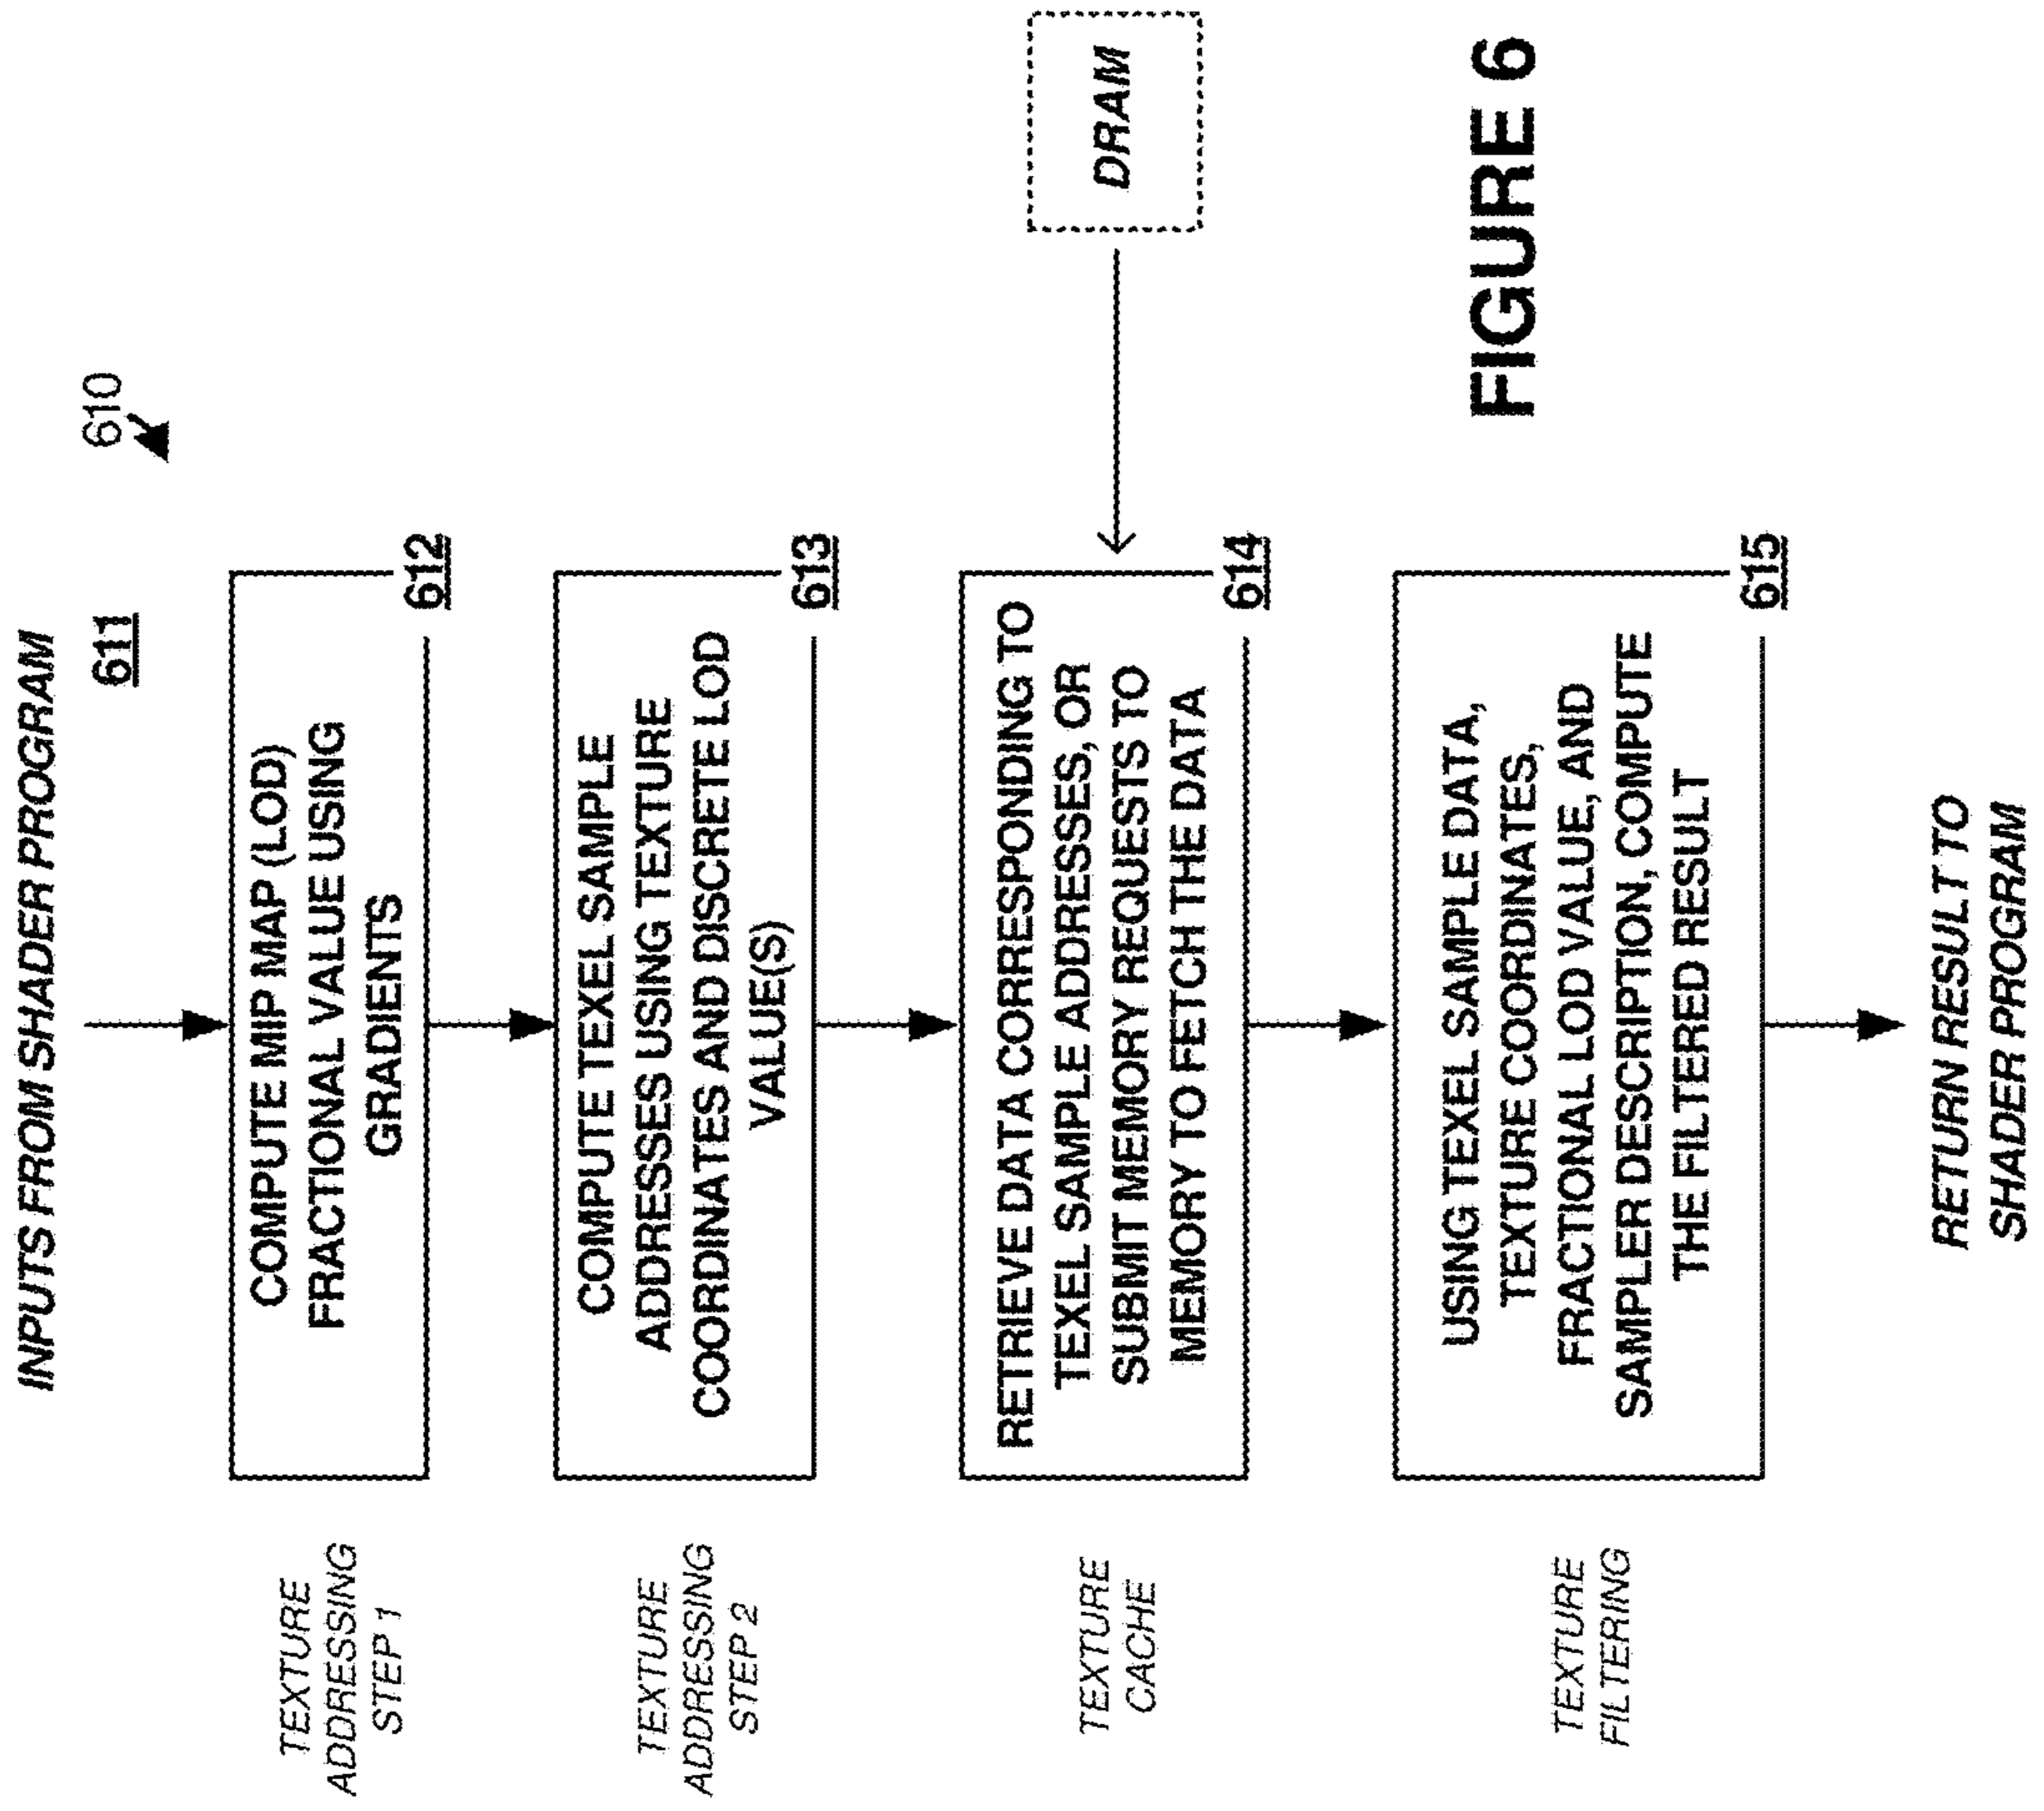 INPUTS FROM SHADER PROGRAM
611
610
TEXTURE
ADDRESSING
STEP 1
COMPUTE MIP MAP (LOD)
FRACTIONAL VALUE USING
GRADIENTS
612
TEXTURE
ADDRESSING
STEP 2
COMPUTE TEXEL SAMPLE
ADDRESSES USING TEXTURE
COORDINATES AND DISCRETE LOD
VALUE(S)
613
TEXTURE
CACHE
RETRIEVE DATA CORRESPONDING TO
TEXEL SAMPLE ADDRESSES, OR
SUBMIT MEMORY REQUESTS TO
MEMORY TO FETCH THE DATA
614
DRAM
TEXTURE
FILTERING
USING TEXEL SAMPLE DATA,
TEXTURE COORDINATES,
FRACTIONAL LOD VALUE, AND
SAMPLER DESCRIPTION, COMPUTE
THE FILTERED RESULT
615
RETURN RESULT TO
SHADER PROGRAM
FIGURE 6